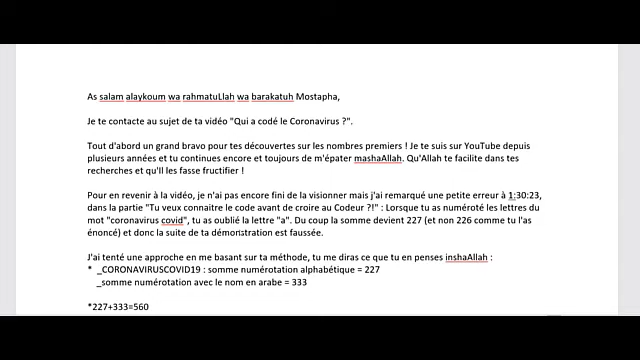 As salam alaykoum wa rahmatuLlah wa barakatuh Mostapha,
Je te contacte au sujet de ta vidéo "Qui a codé le Coronavirus ?".
Tout d'abord un grand bravo pour tes découvertes sur les nombres premiers ! Je te suis sur YouTube depuis
plusieurs années et tu continues encore et toujours de m'épater mashaAllah. Qu'Allah te facilite dans tes
recherches et qu'Il les fasse fructifier !
Pour en revenir à la vidéo, je n'ai pas encore fini de la visionner mais j'ai remarqué une petite erreur à 1:30:23,
dans la partie "Tu veux connaitre le code avant de croire au Codeur ?!" : Lorsque tu as numéroté les lettres du
mot "coronavirus covid", tu as oublié la lettre "a". Du coup la somme devient 227 (et non 226 comme tu l'as
énoncé) et donc la suite de ta démonstration est faussée.
J'ai tenté une approche en me basant sur ta méthode, tu me diras ce que tu en penses inshaAllah :
* _CORONAVIRUSCOVID19 : somme numérotation alphabétique = 227
_somme numérotation avec le nom en arabe = 333
*227+333=560